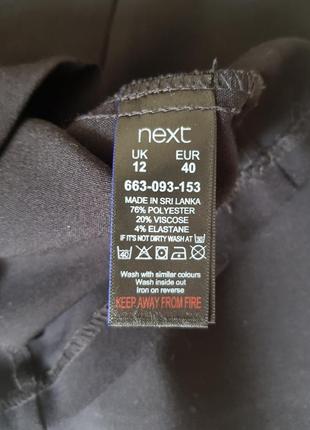 next
UK EUR
12 40
663-093-153
MADE IN SRI LANKA
76% POLYESTER
20% VISCOSE
4% ELASTANE
IF IT'S NOT DIRTY WASH AT 30
40
Wash with similar colours
Wash inside out
Iron on reverse
KEEP AWAY FROM FIRE